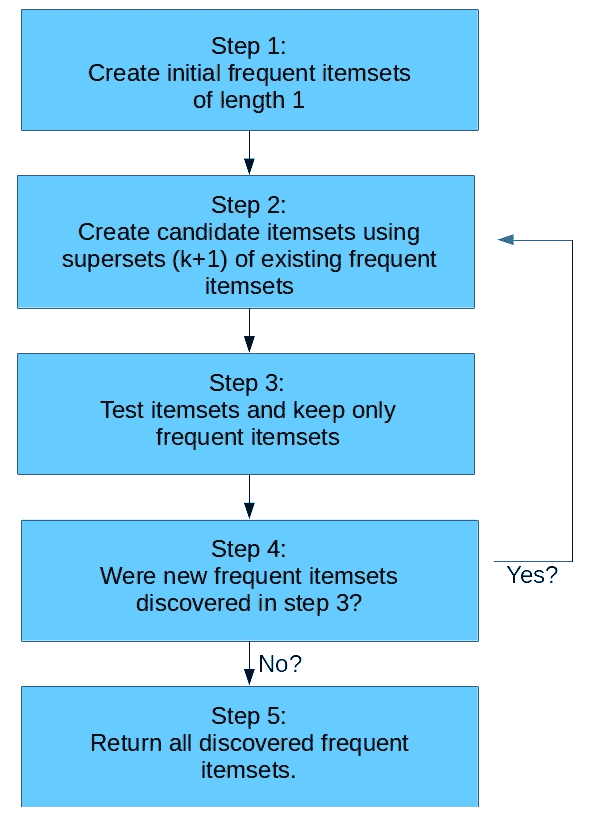 Step 1:
Create initial frequent itemsets
of length 1
Step 2:
Create candidate itemsets using
supersets (k+1) of existing frequent
itemsets
Step 3:
Test itemsets and keep only
frequent itemsets
Step 4:
Were new frequent itemsets
discovered in step 3?
Yes?
No?
Step 5:
Return all discovered frequent
itemsets.